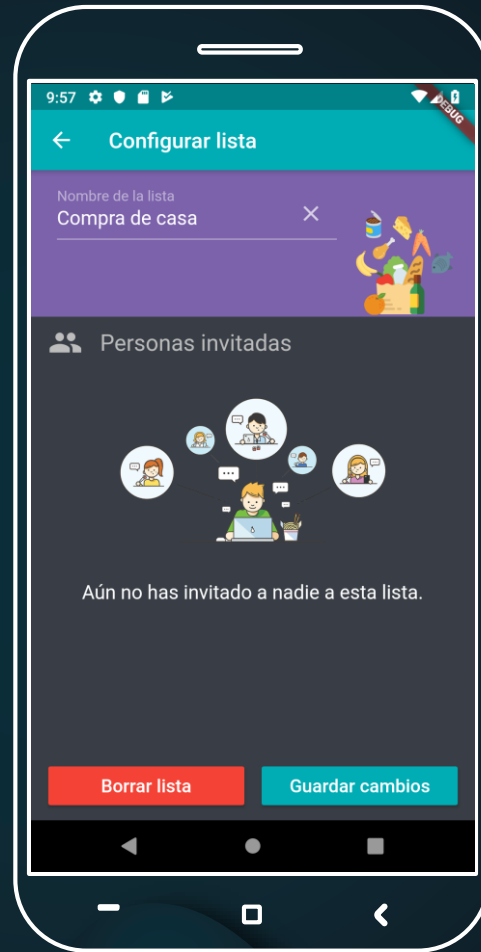 9:57
DEBUG
Configurar lista
Nombre de la lista
Compra de casa
Personas invitadas
Aún no has invitado a nadie a esta lista.
Borrar lista
Guardar cambios